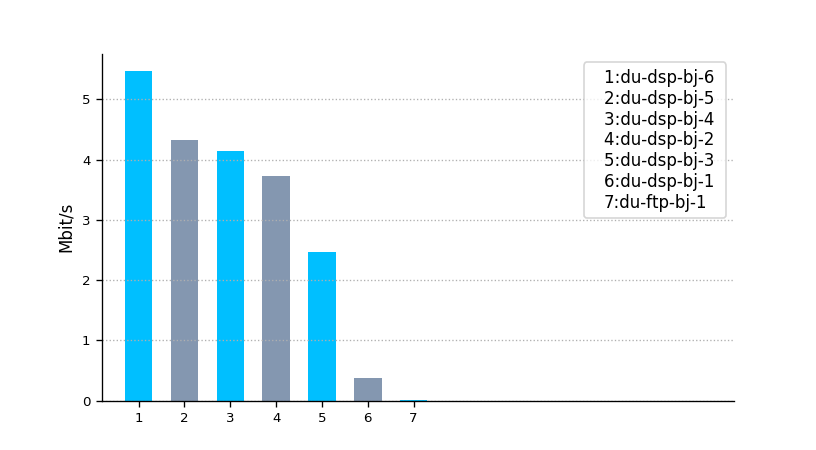 1:du-dsp-bj-6
2:du-dsp-bj-5
3:du-dsp-bj-4
4:du-dsp-bj-2
5:du-dsp-bj-3
6:du-dsp-bj-1
7:du-ftp-bj-1
Mbit/s
5
4
3
2
1
0
1 2 3 4 5 6 7